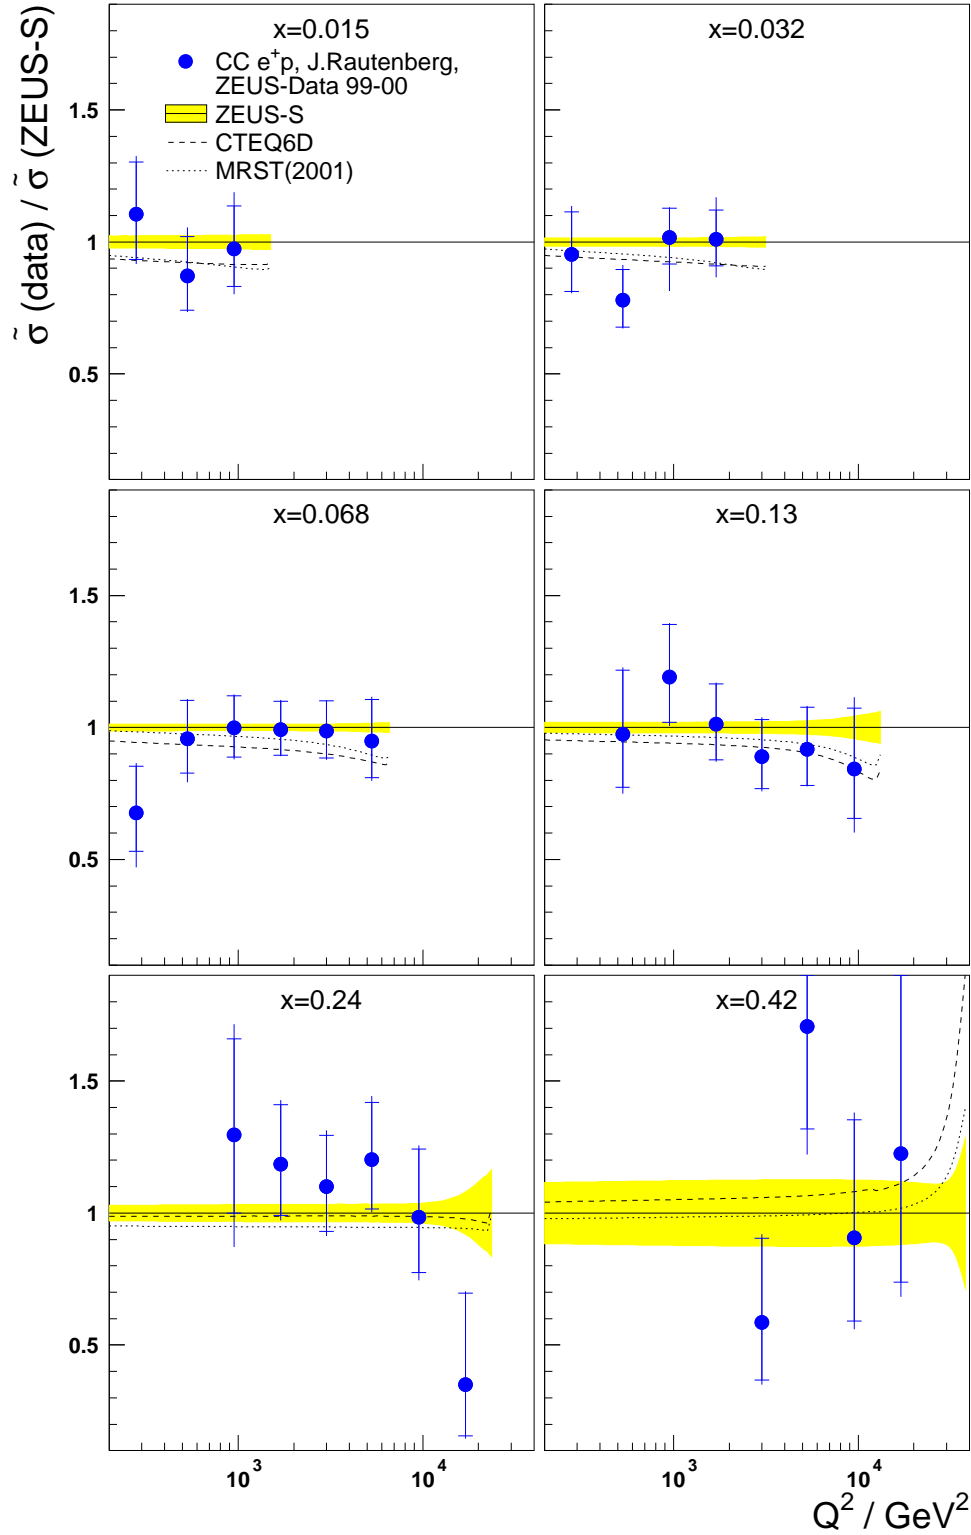 σ̃ (data) / σ̃ (ZEUS-S)
x=0.015
CC e⁺p, J.Rautenberg,
ZEUS-Data 99-00
ZEUS-S
CTEQ6D
MRST(2001)
x=0.032
1.5
1
0.5
x=0.068
x=0.13
1.5
1
0.5
x=0.24
x=0.42
1.5
1
0.5
10³ 10⁴ 10³ 10⁴
Q² / GeV²